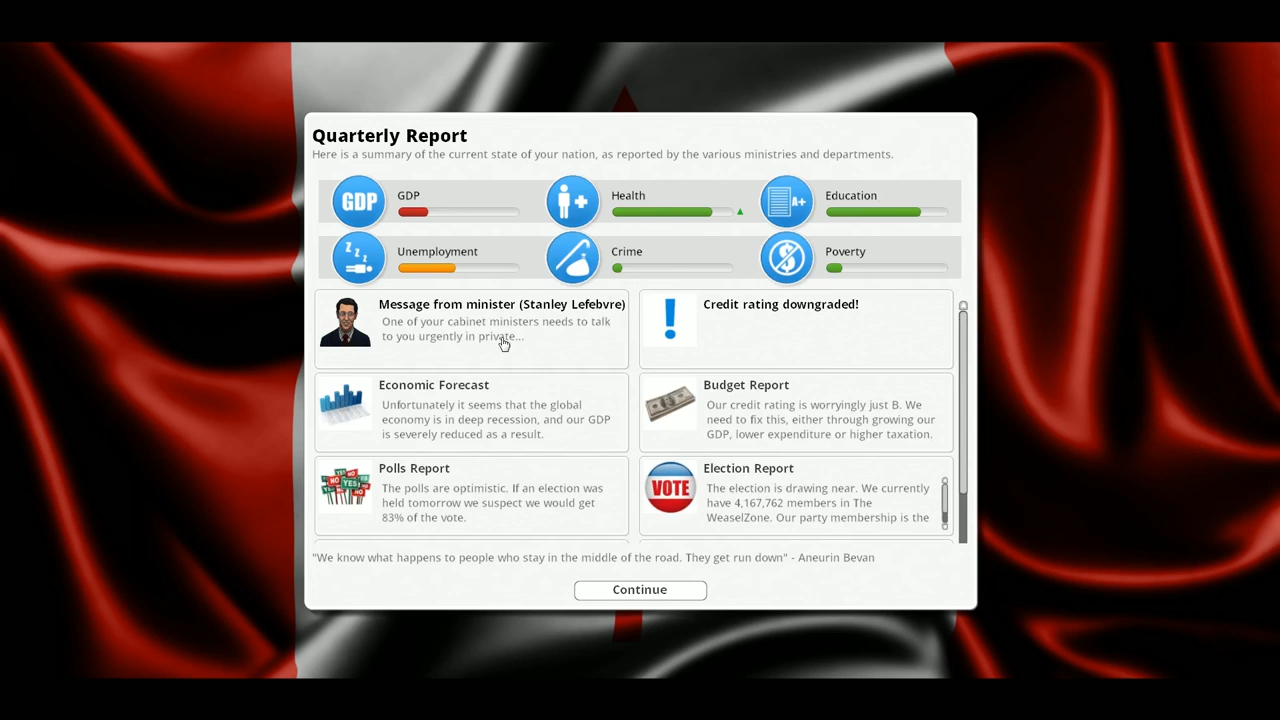 Quarterly Report
Here is a summary of the current state of your nation, as reported by the various ministries and departments.
GDP
GDP
Health
A+
Education
Z Z Z
Unemployment
Crime
$
Poverty
Message from minister (Stanley Lefebvre)
One of your cabinet ministers needs to talk
to you urgently in private...
!
Credit rating downgraded!
Economic Forecast
Unfortunately it seems that the global
economy is in deep recession, and our GDP
is severely reduced as a result.
Budget Report
Our credit rating is worryingly just B. We
need to fix this, either through growing our
GDP, lower expenditure or higher taxation.
YES
NO
NO
YES
NO
Polls Report
The polls are optimistic. If an election was
held tomorrow we suspect we would get
83% of the vote.
VOTE
Election Report
The election is drawing near. We currently
have 4,167,762 members in The
WeaselZone. Our party membership is the
"We know what happens to people who stay in the middle of the road. They get run down" - Aneurin Bevan
Continue